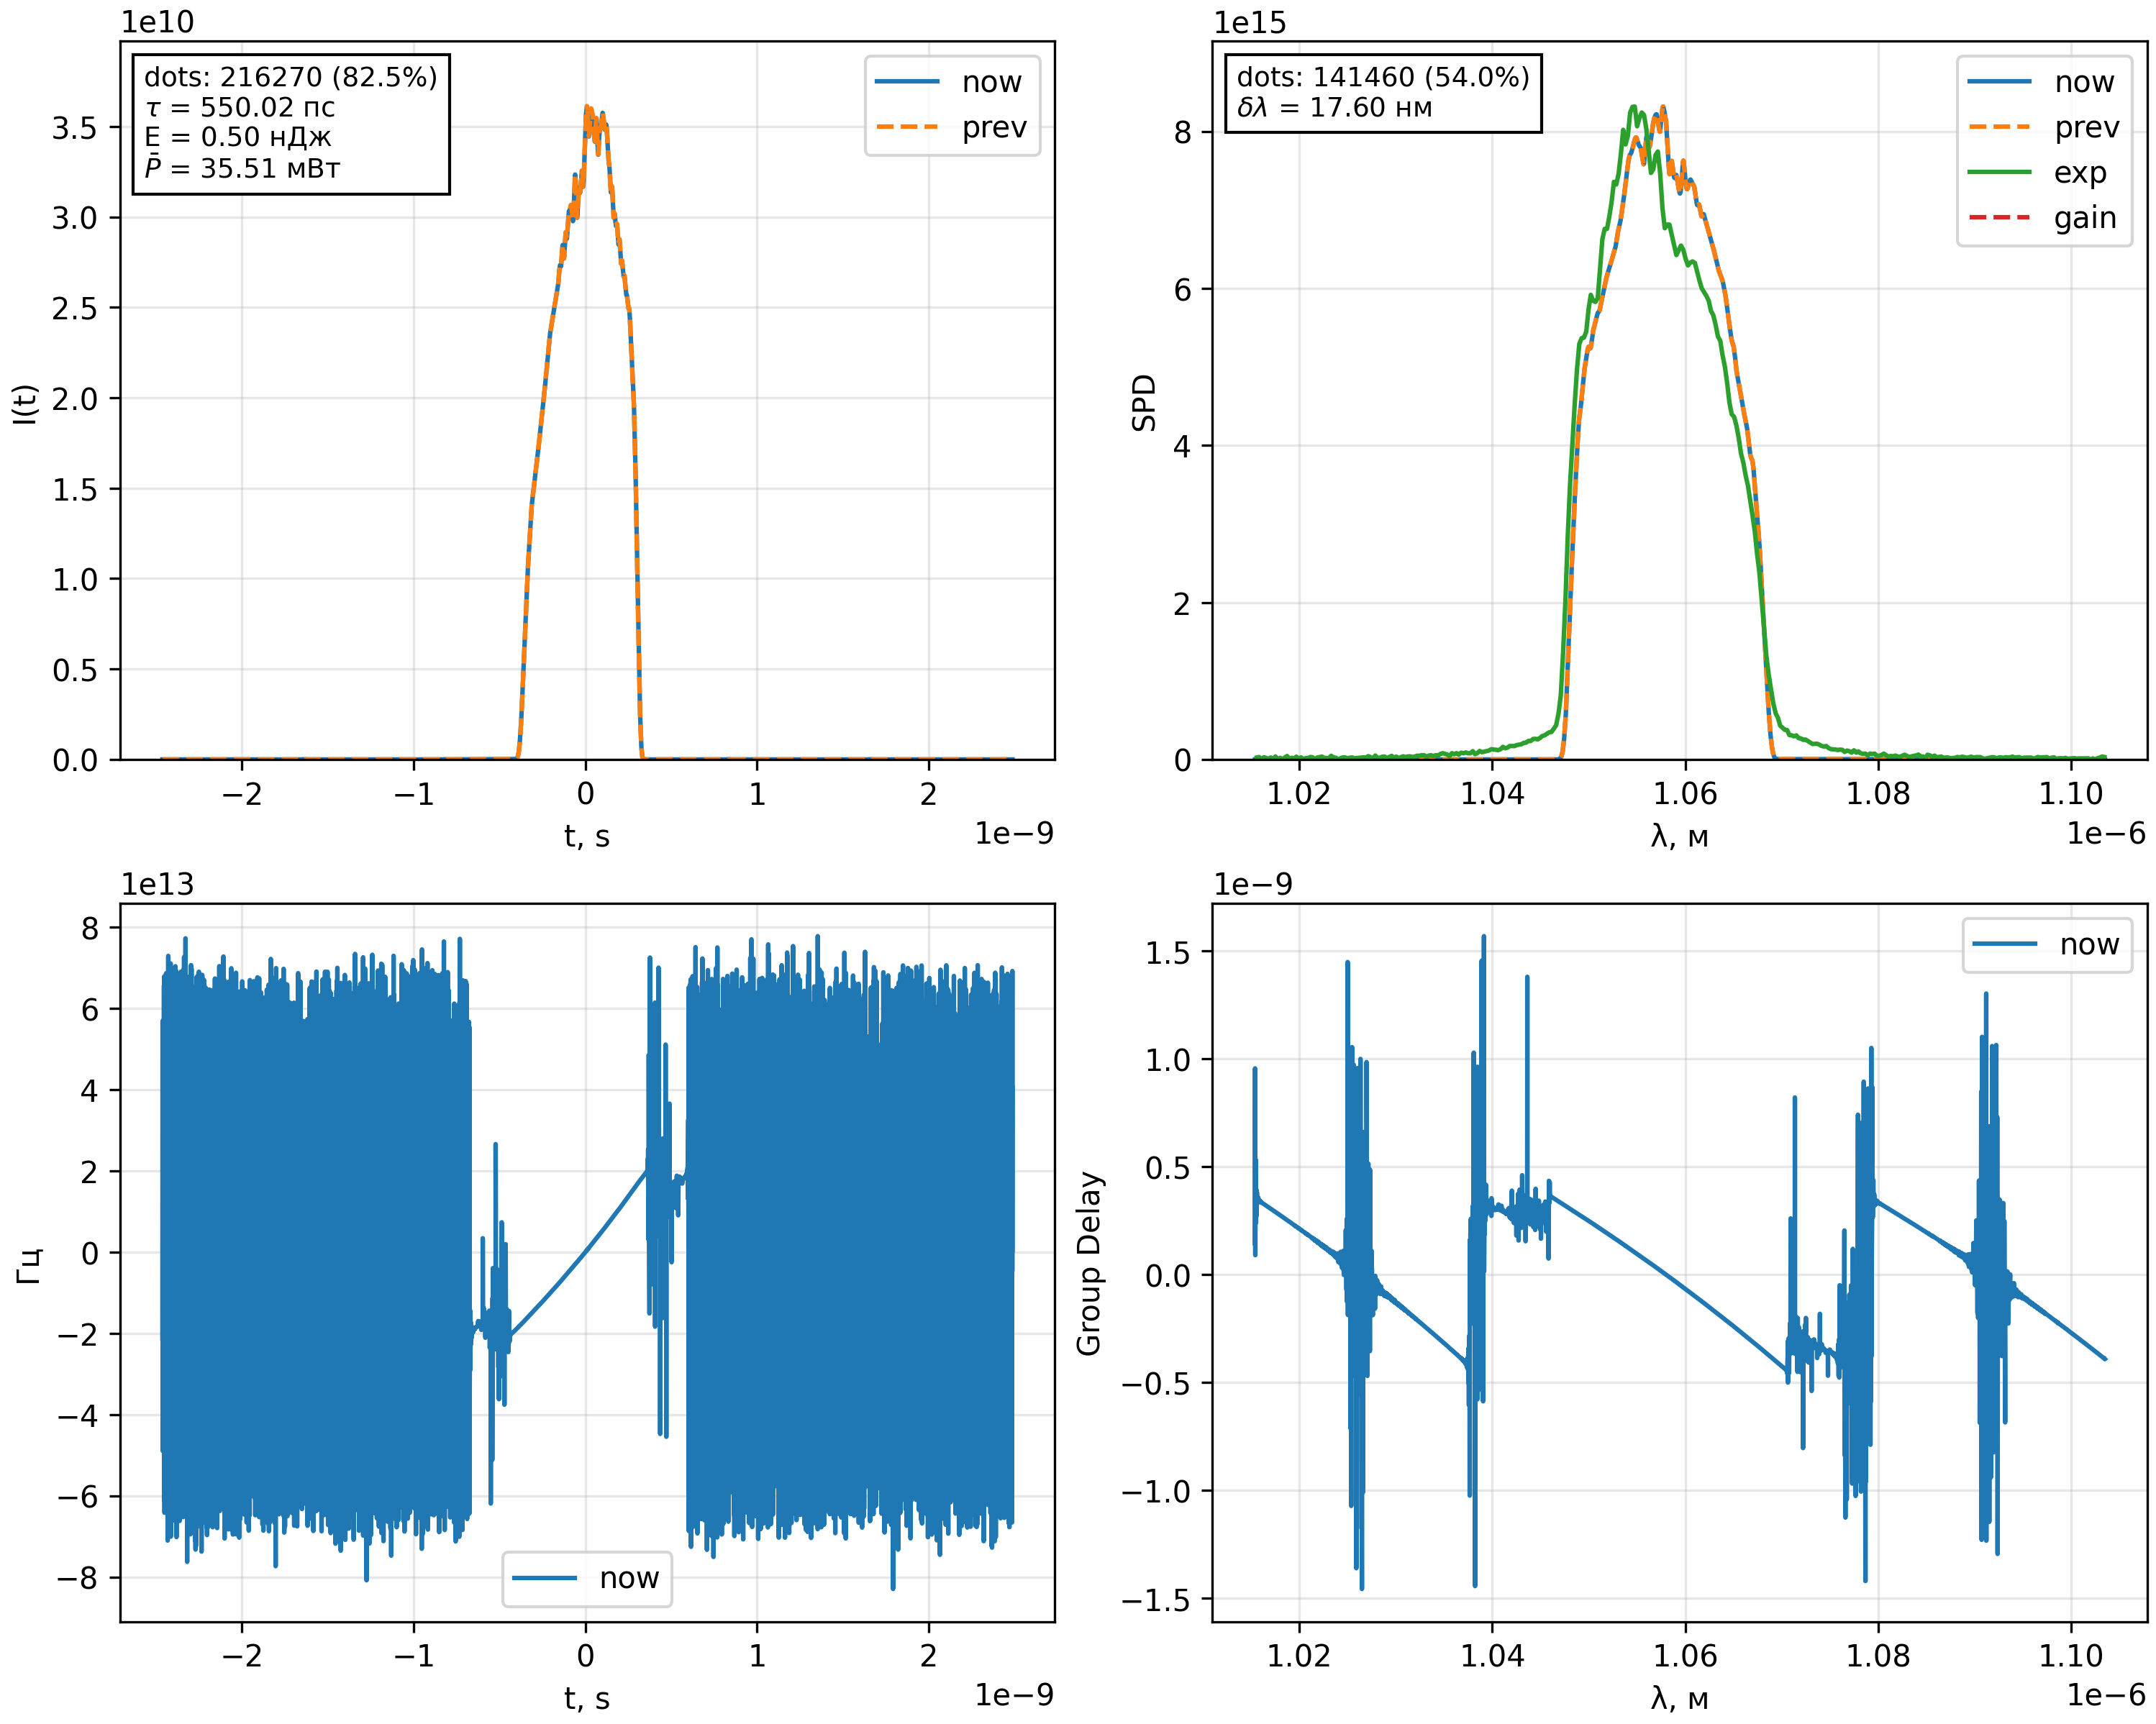 1e10
dots: 216270 (82.5%)
τ = 550.02 пс
E = 0.50 нДж
P̄ = 35.51 мВт
now
prev
3.5
3.0
2.5
2.0
1.5
1.0
0.5
0.0
I(t)
−2
−1
0
1
2
t, s
1e−9
1e15
dots: 141460 (54.0%)
δλ = 17.60 нм
now
prev
exp
gain
8
6
4
2
0
SPD
1.02
1.04
1.06
1.08
1.10
λ, м
1e−6
1e13
8
6
4
2
0
−2
−4
−6
−8
Гц
now
−2
−1
0
1
2
t, s
1e−9
1e−9
now
1.5
1.0
0.5
0.0
−0.5
−1.0
−1.5
Group Delay
1.02
1.04
1.06
1.08
1.10
λ, м
1e−6